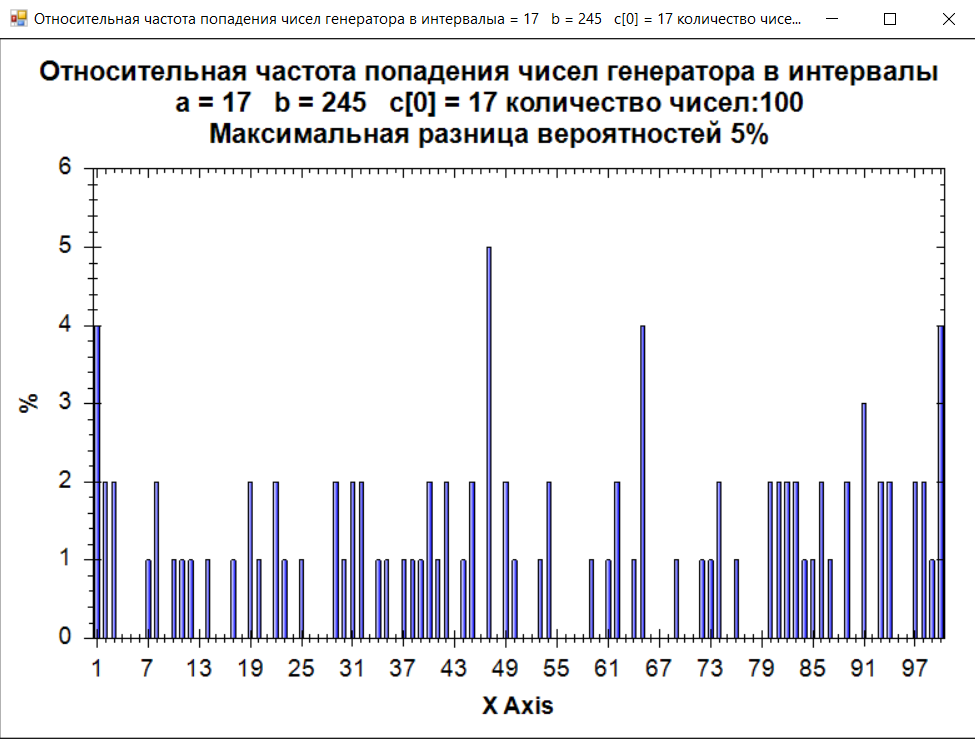 Относительная частота попадения чисел генератора в интервалыa = 17 b = 245 c[0] = 17 количество чисе...
Относительная частота попадения чисел генератора в интервалы
a = 17 b = 245 c[0] = 17 количество чисел:100
Максимальная разница вероятностей 5%
6
5
4
3
2
1
0
%
1 7 13 19 25 31 37 43 49 55 61 67 73 79 85 91 97
X Axis